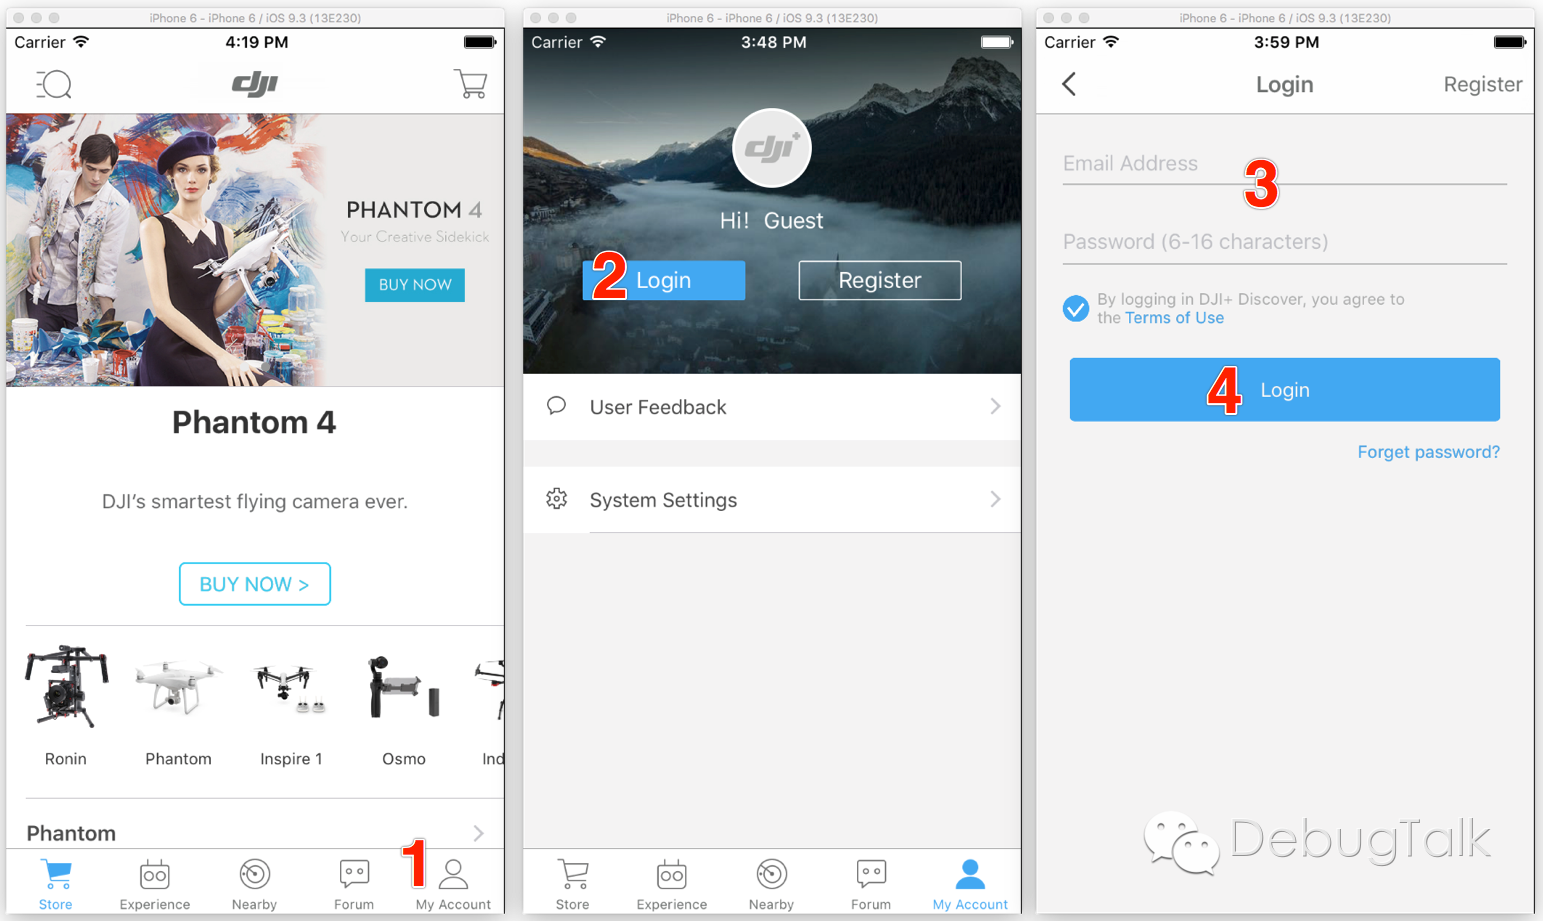 iPhone 6 - iPhone 6 / iOS 9.3 (13E230)
Carrier
4:19 PM
dji
PHANTOM 4
Your Creative Sidekick
BUY NOW
Phantom 4
DJI's smartest flying camera ever.
BUY NOW >
Ronin
Phantom
Inspire 1
Osmo
Ind
Phantom
1
Store
Experience
Nearby
Forum
My Account
iPhone 6 - iPhone 6 / iOS 9.3 (13E230)
Carrier
3:48 PM
dji+
Hi! Guest
2
Login
Register
User Feedback
System Settings
Store
Experience
Nearby
Forum
My Account
iPhone 6 - iPhone 6 / iOS 9.3 (13E230)
Carrier
3:59 PM
Login
Register
Email Address
3
Password (6-16 characters)
By logging in DJI+ Discover, you agree to
the Terms of Use
4
Login
Forget password?
DebugTalk